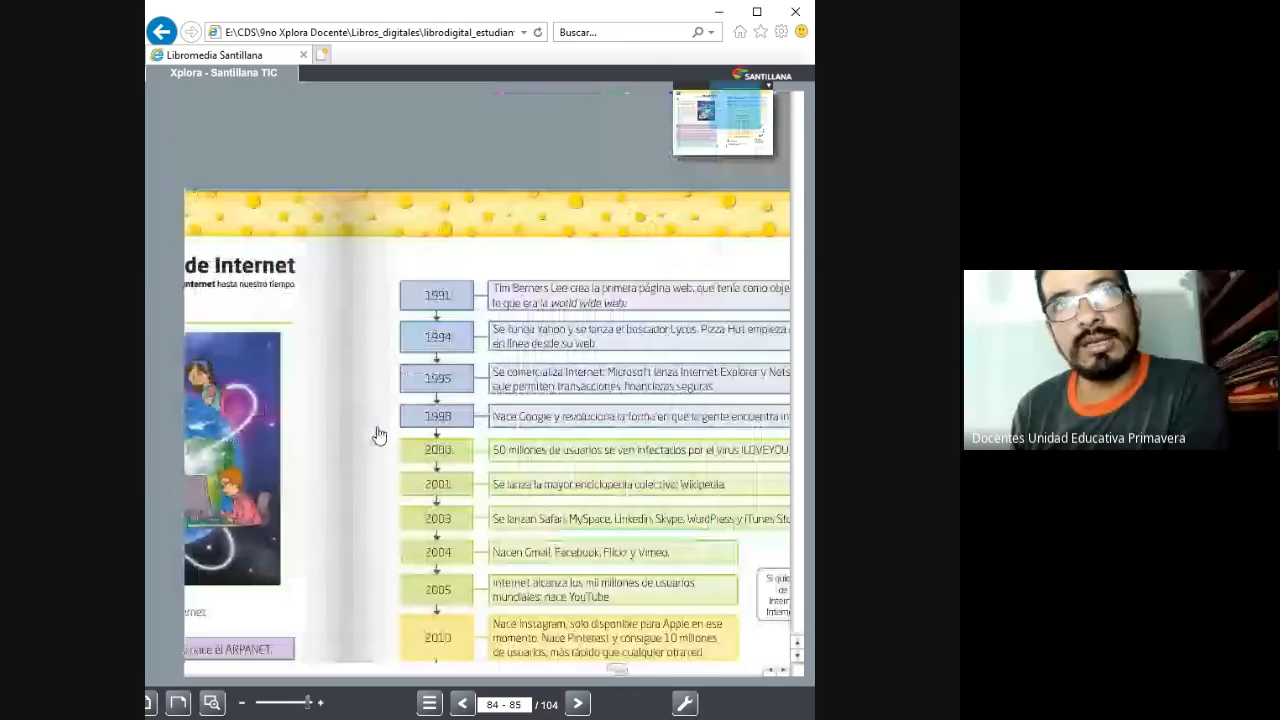 E:\CDS\9no Xplora Docente\Libros_digitales\librodigital_estudian
Buscar...
Libromedia Santillana
Xplora - Santillana TIC
SANTILLANA
de Internet
nternet hasta nuestro tiempo.
1991
Tim Berners Lee crea la primera página web, que tenía como obje
lo que era la world wide web.
1994
Se funda Yahoo y se lanza el buscador Lycos. Pizza Hut empieza
en línea desde su web.
1995
Se comercializa Internet: Microsoft lanza Internet Explorer y Nets
que permiten transacciones financieras seguras.
1998
Nace Google y revoluciona la forma en que la gente encuentra in
2000
50 millones de usuarios se ven infectados por el virus ILOVEYOU,
2001
Se lanza la mayor enciclopedia colectiva: Wikipedia.
2003
Se lanzan Safari, MySpace, Linkedin, Skype, WordPress y iTunes Sto
2004
Nacen Gmail, Facebook, Flickr y Vimeo.
2005
Internet alcanza los mil millones de usuarios
mundiales; nace YouTube
Si quie
de
Intern
Intern
2010
Nace Instagram, solo disponible para Apple en ese
momento. Nace Pinterest y consigue 10 millones
de usuarios, más rápido que cualquier otra red.
ernet.
nace el ARPANET.
84 - 85 / 104
Docentes Unidad Educativa Primavera